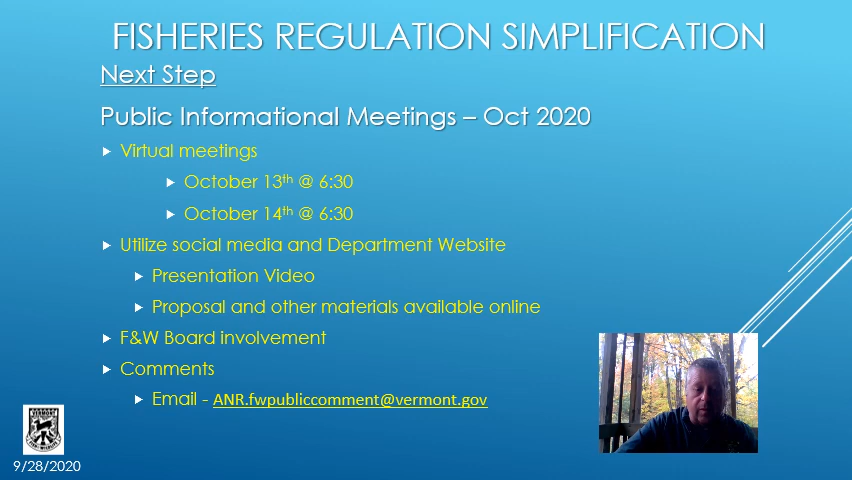 FISHERIES REGULATION SIMPLIFICATION
Next Step
Public Informational Meetings – Oct 2020
Virtual meetings
October 13th @ 6:30
October 14th @ 6:30
Utilize social media and Department Website
Presentation Video
Proposal and other materials available online
F&W Board involvement
Comments
Email - ANR.fwpubliccomment@vermont.gov
VERMONT
9/28/2020